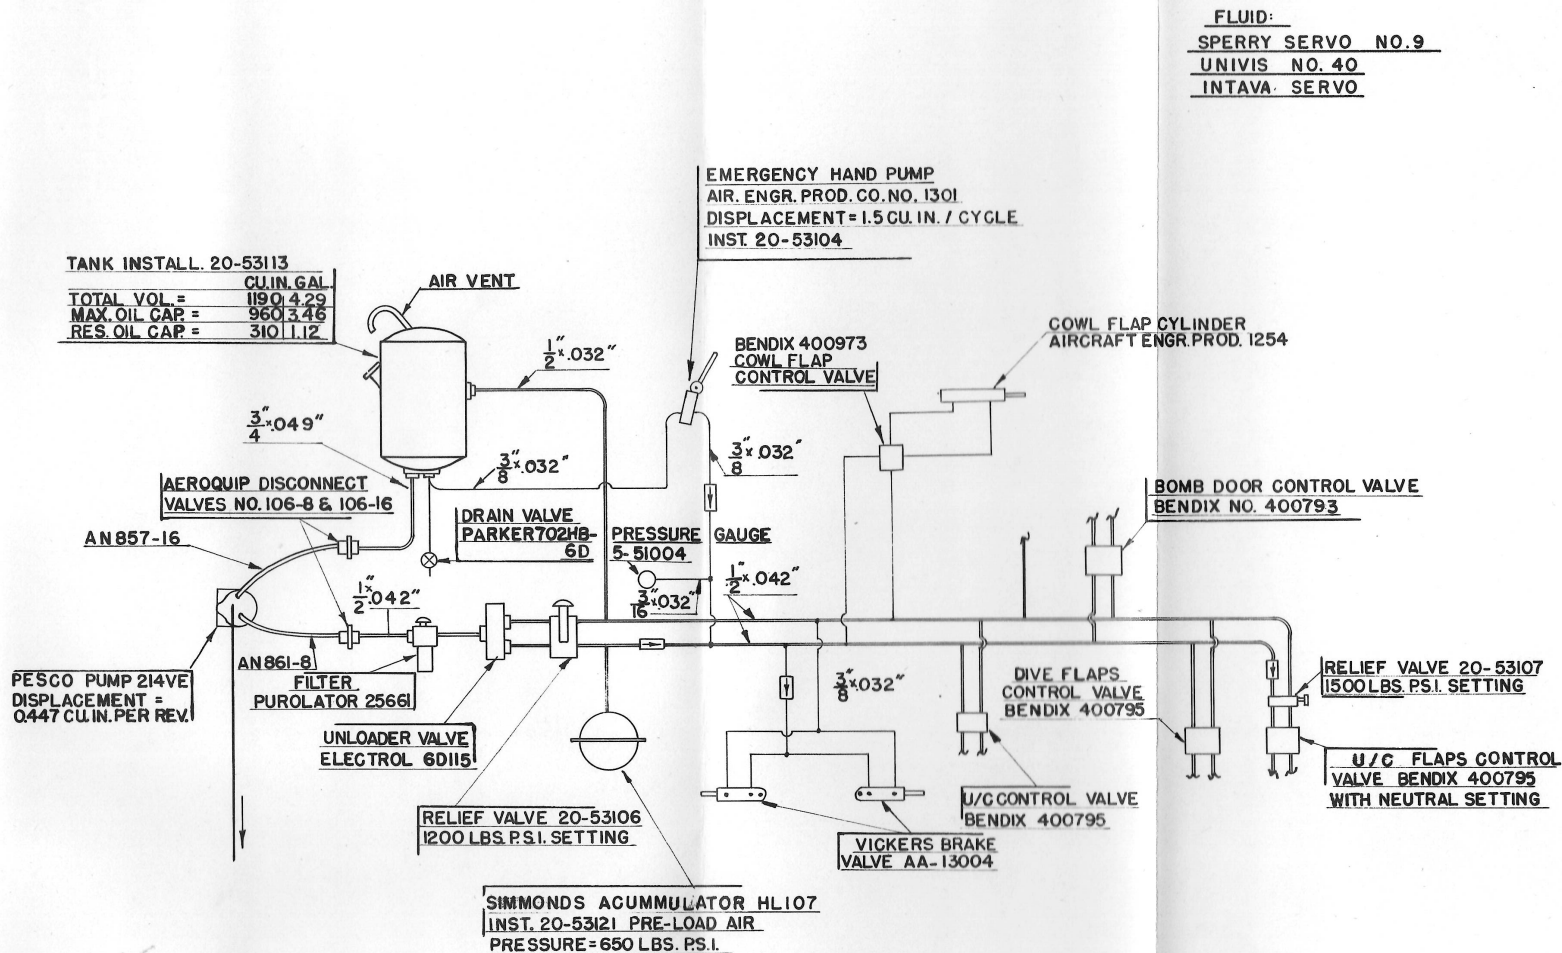 FLUID:
SPERRY SERVO NO.9
UNIVIS NO. 40
INTAVA SERVO
EMERGENCY HAND PUMP
AIR. ENGR. PROD. CO. NO. 1301
DISPLACEMENT = 1.5 CU. IN. / CYCLE
INST. 20-53104
TANK INSTALL. 20-53113
CU.IN. GAL.
TOTAL VOL. = 1190 4.29
MAX. OIL CAP. = 960 3.46
RES. OIL CAP. = 310 1.12
AIR VENT
1/2" x .032"
BENDIX 400973
COWL FLAP
CONTROL VALVE
COWL FLAP CYLINDER
AIRCRAFT ENGR. PROD. 1254
3/4" x .049"
3/8" x .032"
3/8" x .032"
AEROQUIP DISCONNECT
VALVES NO. 106-8 & 106-16
AN 857-16
DRAIN VALVE
PARKER 702HB-
6D
PRESSURE GAUGE
5-51004
BOMB DOOR CONTROL VALVE
BENDIX NO. 400793
1/2" x .042"
3/16" x .032"
1/2" x .042"
AN 861-8
PESCO PUMP 214VE
DISPLACEMENT =
0.447 CU. IN. PER REV.
FILTER
PUROLATOR 25661
UNLOADER VALVE
ELECTROL 6D115
3/8" x .032"
DIVE FLAPS
CONTROL VALVE
BENDIX 400795
RELIEF VALVE 20-53107
1500 LBS. P.S.I. SETTING
U/C FLAPS CONTROL
VALVE BENDIX 400795
WITH NEUTRAL SETTING
RELIEF VALVE 20-53106
1200 LBS. P.S.I. SETTING
U/C CONTROL VALVE
BENDIX 400795
VICKERS BRAKE
VALVE AA-13004
SIMMONDS ACUMMULATOR HL107
INST. 20-53121 PRE-LOAD AIR
PRESSURE = 650 LBS. P.S.I.